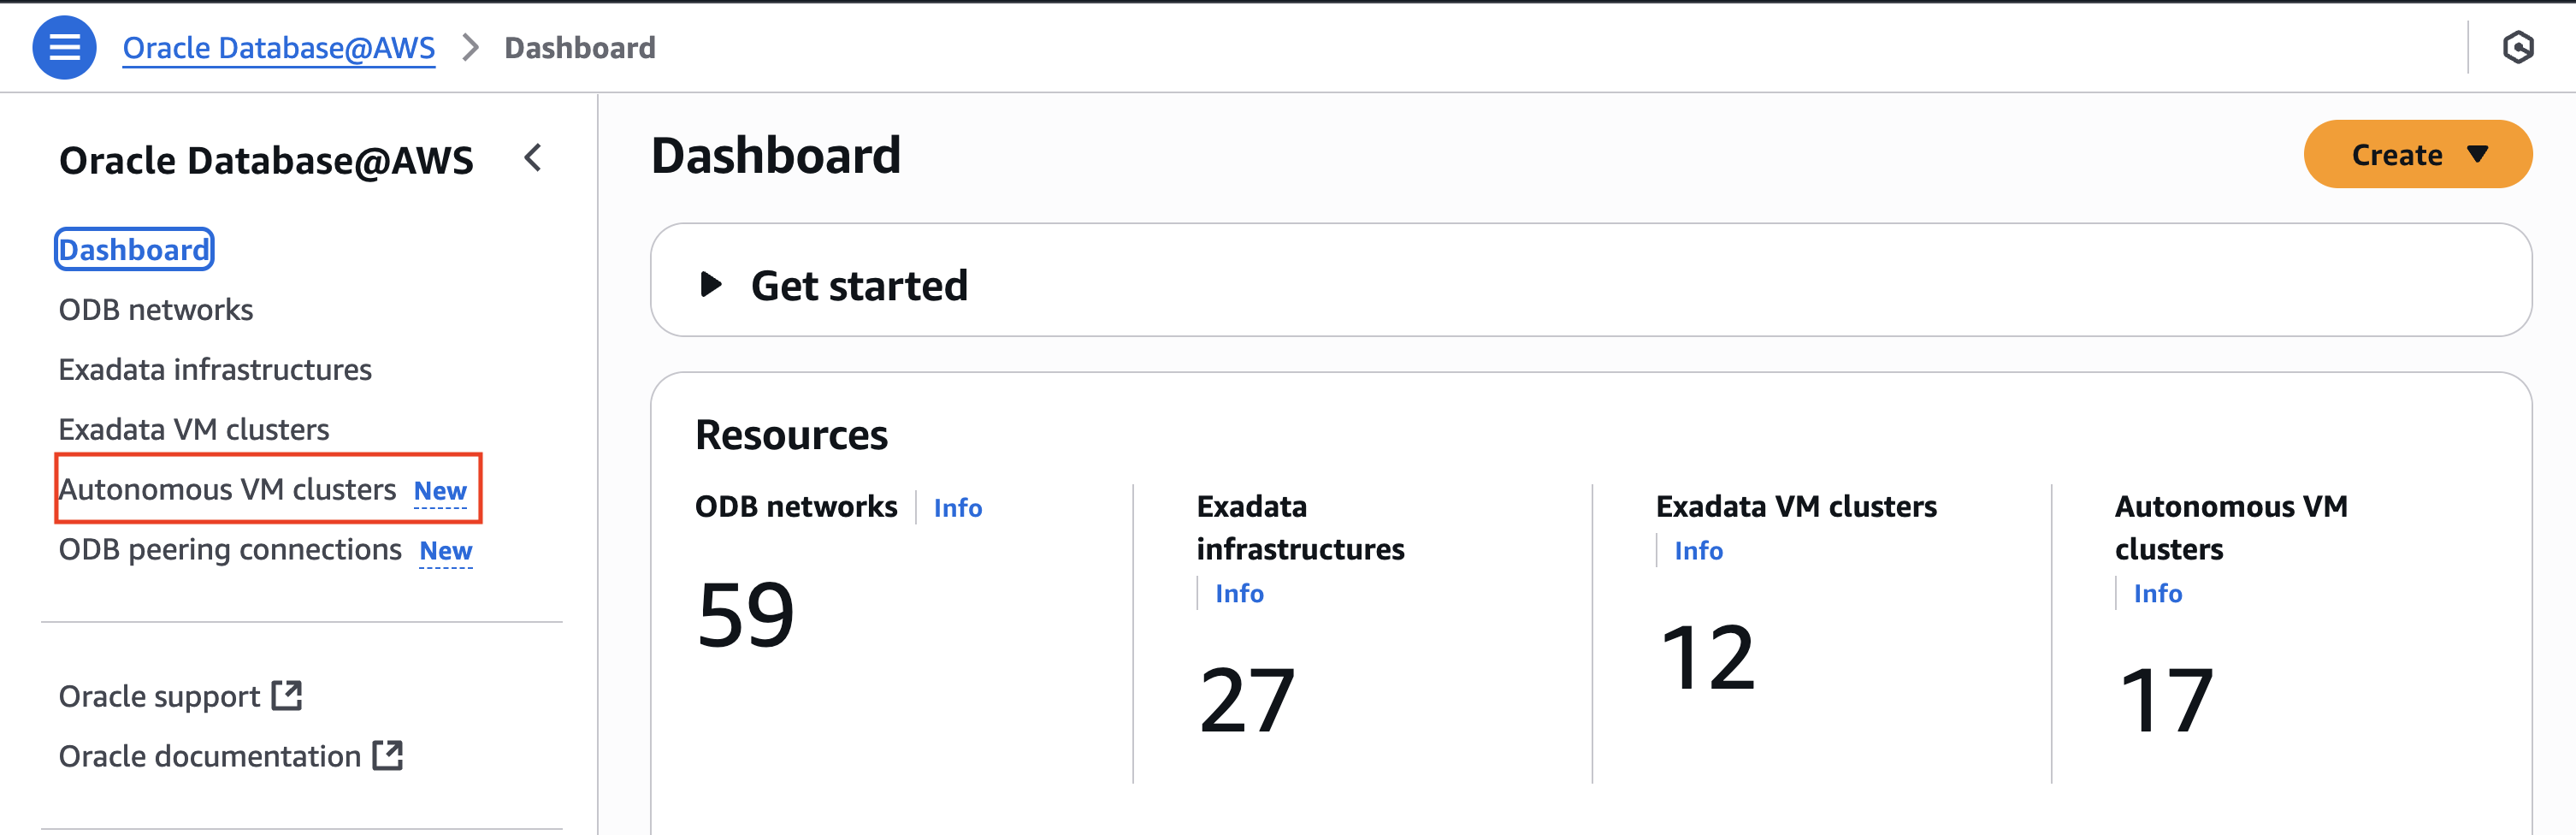 Oracle Database@AWS
Dashboard
Oracle Database@AWS
Dashboard
ODB networks
Exadata infrastructures
Exadata VM clusters
Autonomous VM clusters New
ODB peering connections New
Oracle support
Oracle documentation
Dashboard
Create
Get started
Resources
ODB networks
Info
59
Exadata
infrastructures
Info
27
Exadata VM clusters
Info
12
Autonomous VM
clusters
Info
17